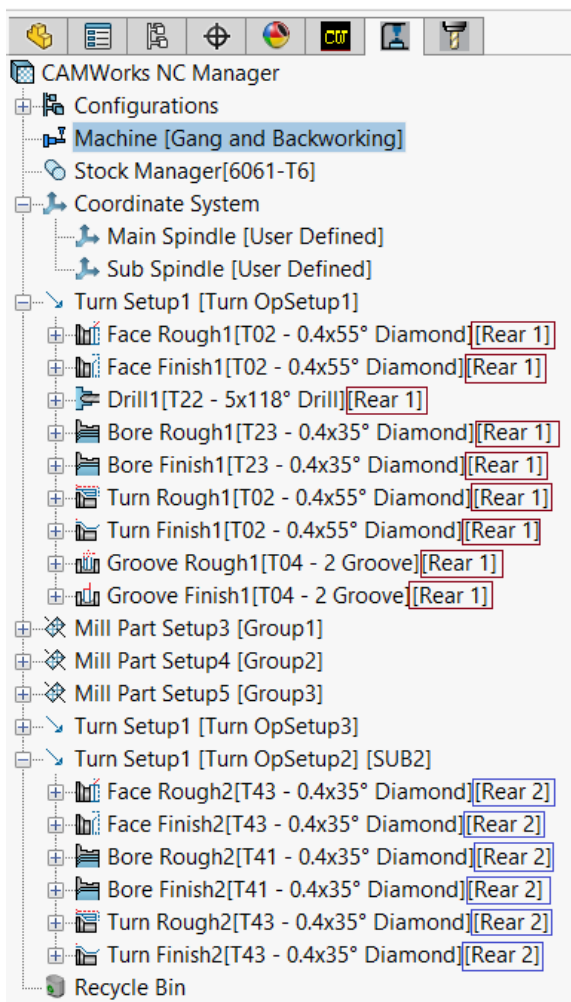 CW
CAMWorks NC Manager
Configurations
Machine [Gang and Backworking]
Stock Manager[6061-T6]
Coordinate System
Main Spindle [User Defined]
Sub Spindle [User Defined]
Turn Setup1 [Turn OpSetup1]
Face Rough1[T02 - 0.4x55° Diamond][Rear 1]
Face Finish1[T02 - 0.4x55° Diamond][Rear 1]
Drill1[T22 - 5x118° Drill][Rear 1]
Bore Rough1[T23 - 0.4x35° Diamond][Rear 1]
Bore Finish1[T23 - 0.4x35° Diamond][Rear 1]
Turn Rough1[T02 - 0.4x55° Diamond][Rear 1]
Turn Finish1[T02 - 0.4x55° Diamond][Rear 1]
Groove Rough1[T04 - 2 Groove][Rear 1]
Groove Finish1[T04 - 2 Groove][Rear 1]
Mill Part Setup3 [Group1]
Mill Part Setup4 [Group2]
Mill Part Setup5 [Group3]
Turn Setup1 [Turn OpSetup3]
Turn Setup1 [Turn OpSetup2] [SUB2]
Face Rough2[T43 - 0.4x35° Diamond][Rear 2]
Face Finish2[T43 - 0.4x35° Diamond][Rear 2]
Bore Rough2[T41 - 0.4x35° Diamond][Rear 2]
Bore Finish2[T41 - 0.4x35° Diamond][Rear 2]
Turn Rough2[T43 - 0.4x35° Diamond][Rear 2]
Turn Finish2[T43 - 0.4x35° Diamond][Rear 2]
Recycle Bin